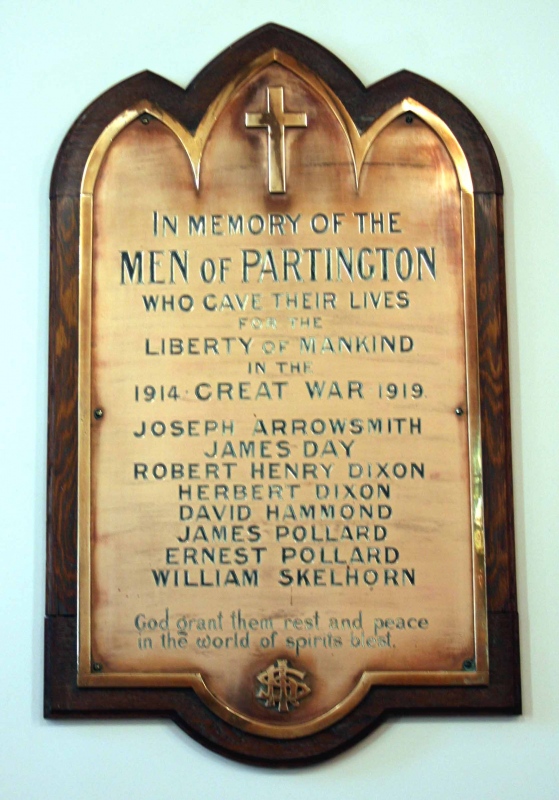 IN MEMORY OF THE
MEN OF PARTINGTON
WHO GAVE THEIR LIVES
FOR THE
LIBERTY OF MANKIND
IN THE
1914 · GREAT WAR 1919.
JOSEPH ARROWSMITH
JAMES DAY
ROBERT HENRY DIXON
HERBERT DIXON
DAVID HAMMOND
JAMES POLLARD
ERNEST POLLARD
WILLIAM SKELHORN
God grant them rest and peace
in the world of spirits blest.
IHS